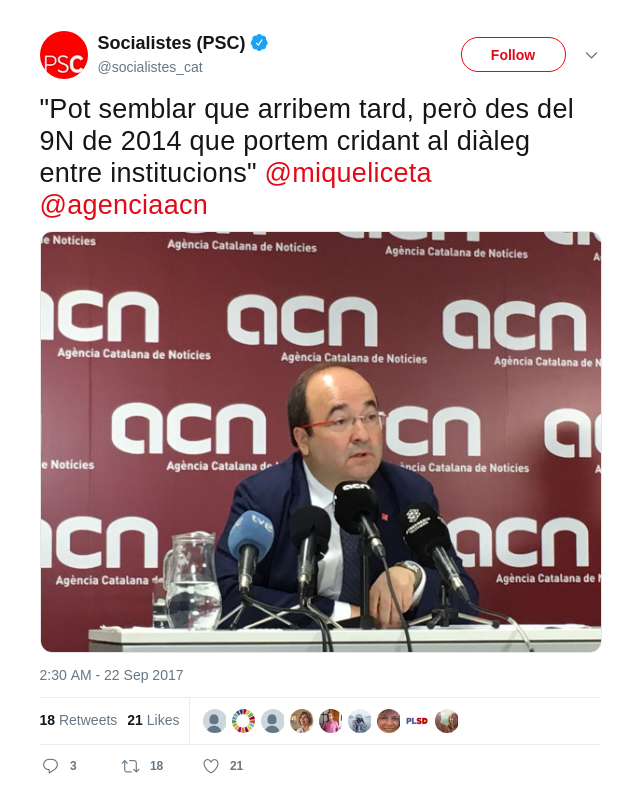 PSC
Socialistes (PSC)
@socialistes_cat
Follow
"Pot semblar que arribem tard, però des del
9N de 2014 que portem cridant al diàleg
entre institucions" @miqueliceta
@agenciaacn
e Notícies
Agència Catalana de Notícies
Agència Catalana de Notícies
acn
acn
acn
Agència Catalana de Notícies
Agència Catalana de Notícies
Agència Catalana de N
acn
acn
e Notícies
Agència Catalana de
Catalana de Notícies
acn
tve
acn
acn
Agència Catalana
Agència Catalana de N
2:30 AM - 22 Sep 2017
18 Retweets 21 Likes
PLSD
3 18 21